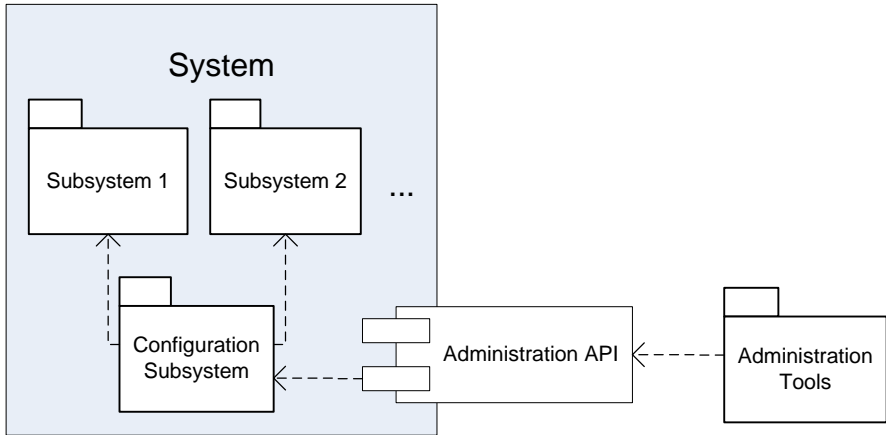 System
Subsystem 1
Subsystem 2
...
Configuration
Subsystem
Administration API
Administration
Tools